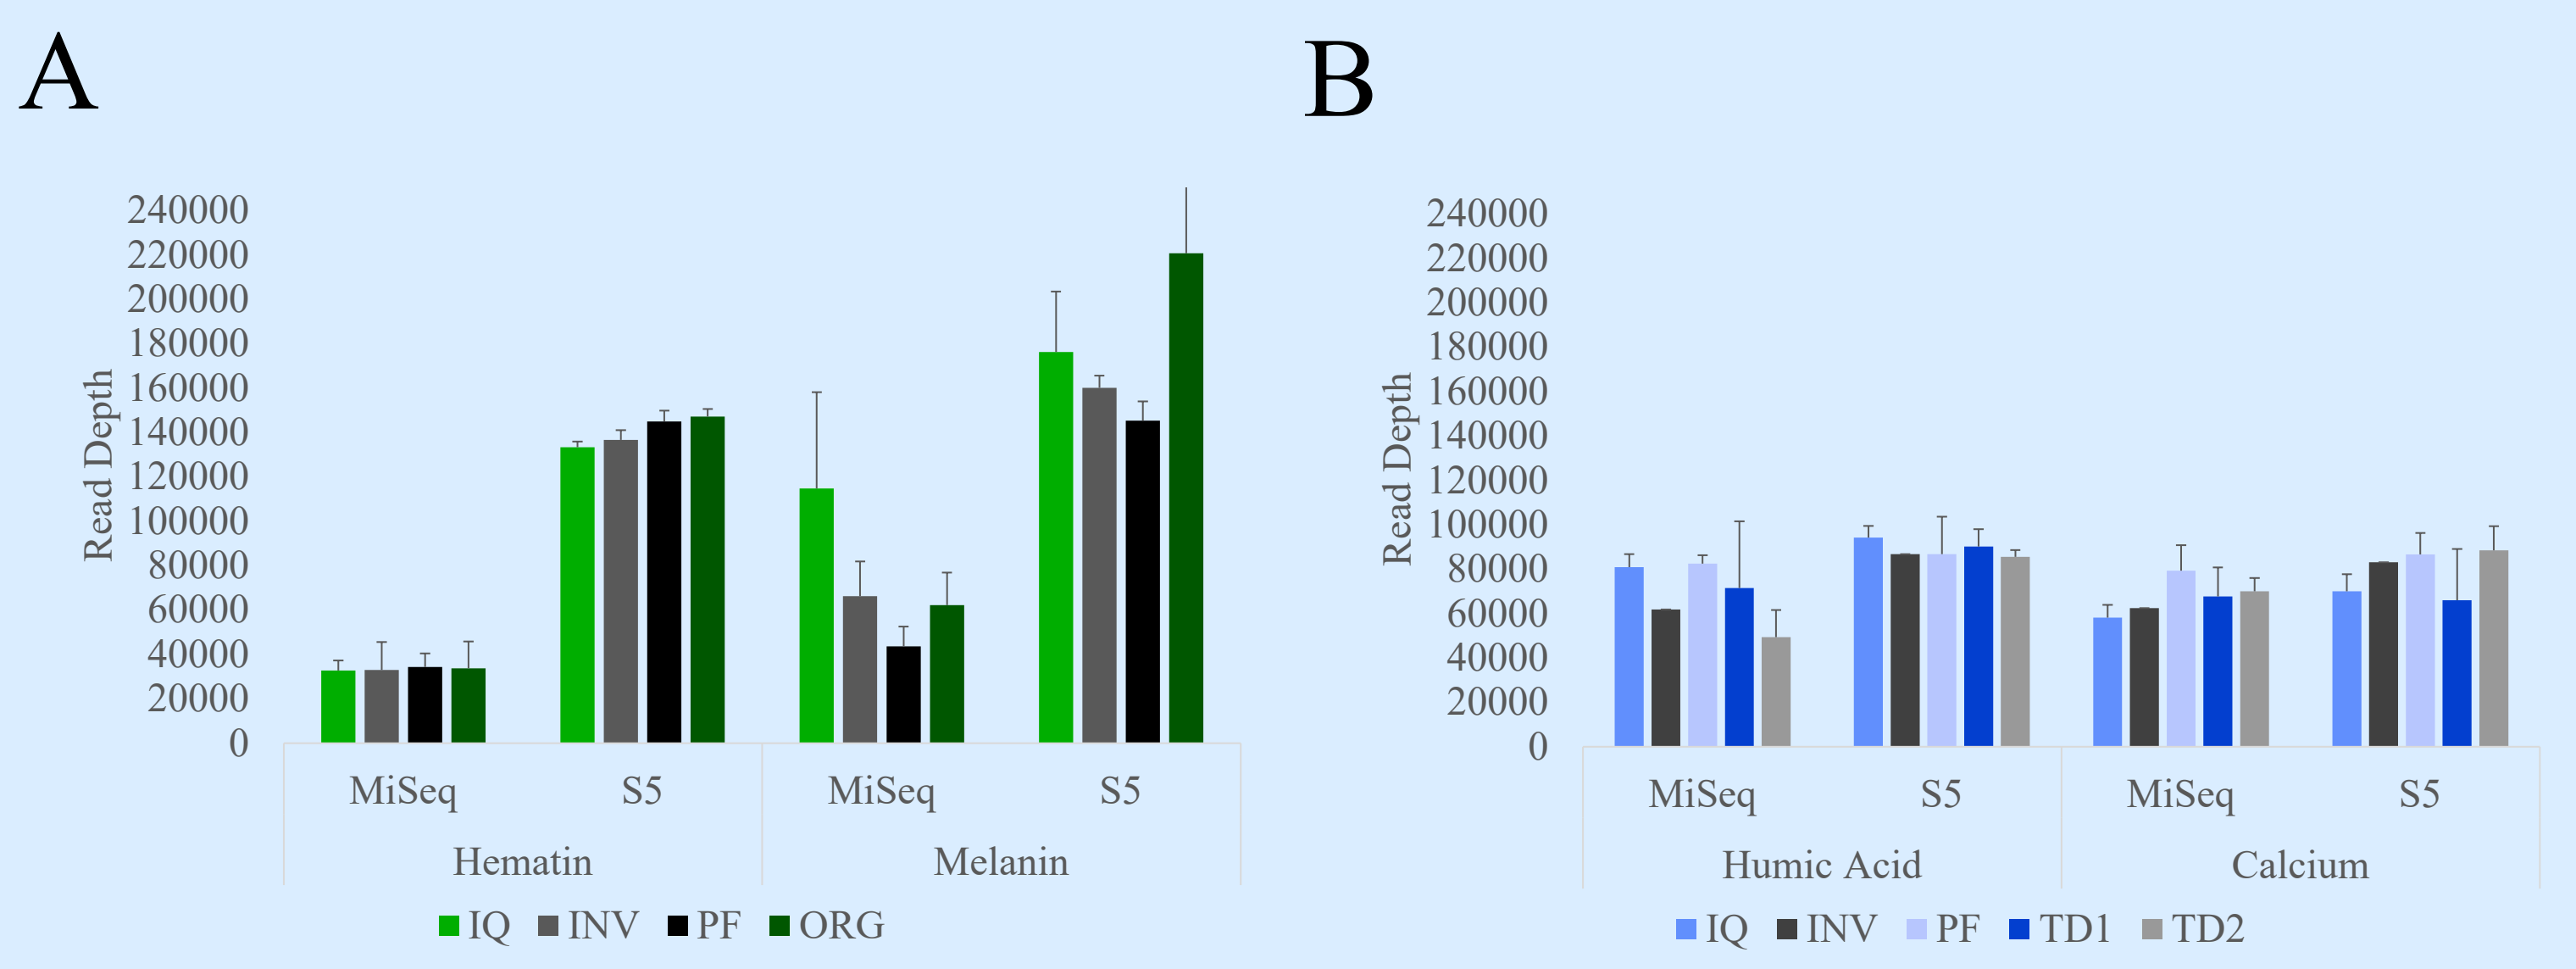 A
240000
220000
200000
180000
160000
140000
120000
100000
80000
60000
40000
20000
0
Read Depth
MiSeq S5 MiSeq S5
Hematin Melanin
IQ INV PF ORG
B
240000
220000
200000
180000
160000
140000
120000
100000
80000
60000
40000
20000
0
Read Depth
MiSeq S5 MiSeq S5
Humic Acid Calcium
IQ INV PF TD1 TD2